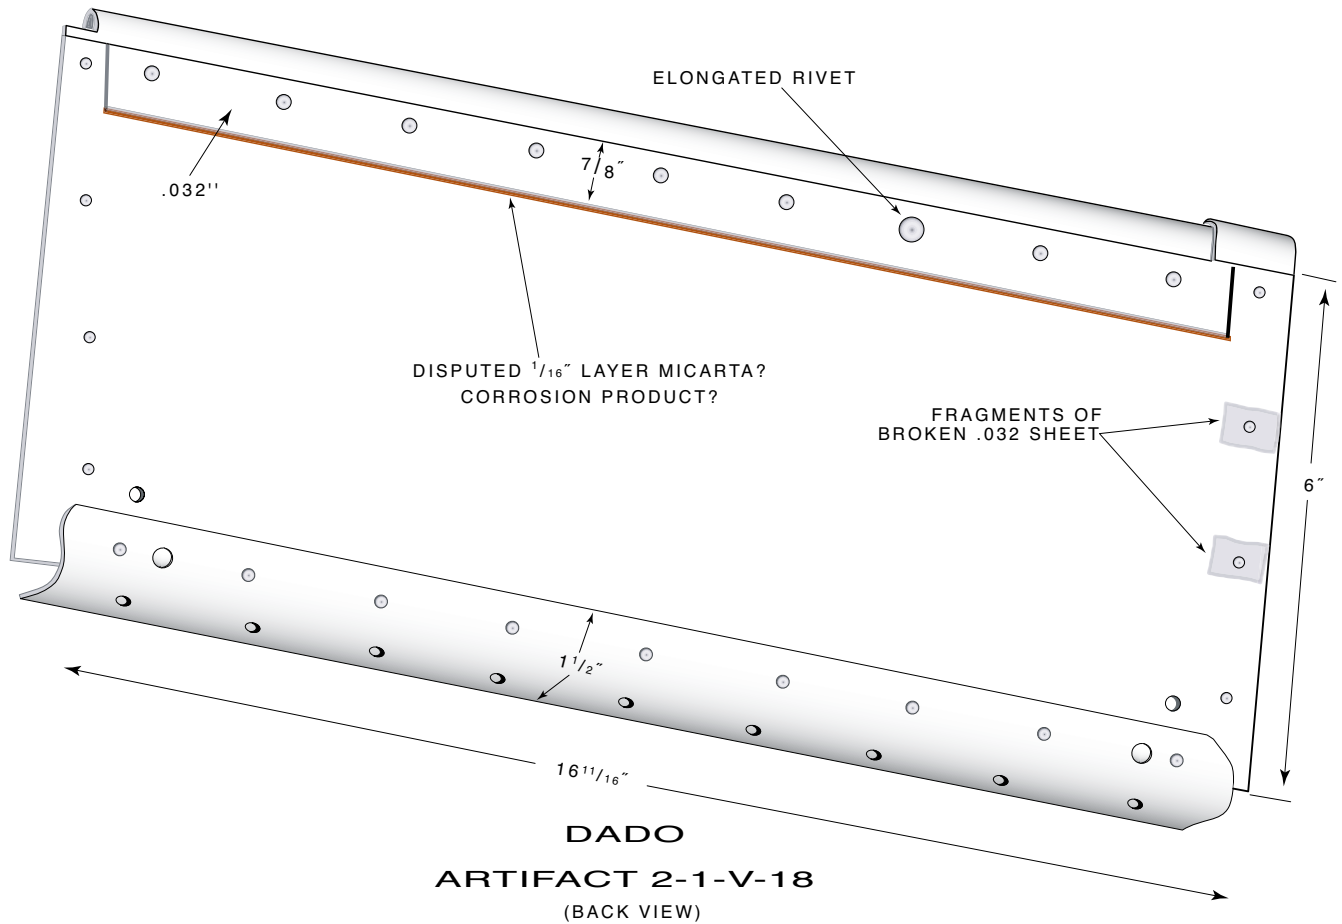 ELONGATED RIVET
7/8″
.032''
DISPUTED 1/16″ LAYER MICARTA?
CORROSION PRODUCT?
FRAGMENTS OF
BROKEN .032 SHEET
6″
1 1/2″
16 11/16″
DADO
ARTIFACT 2-1-V-18
(BACK VIEW)